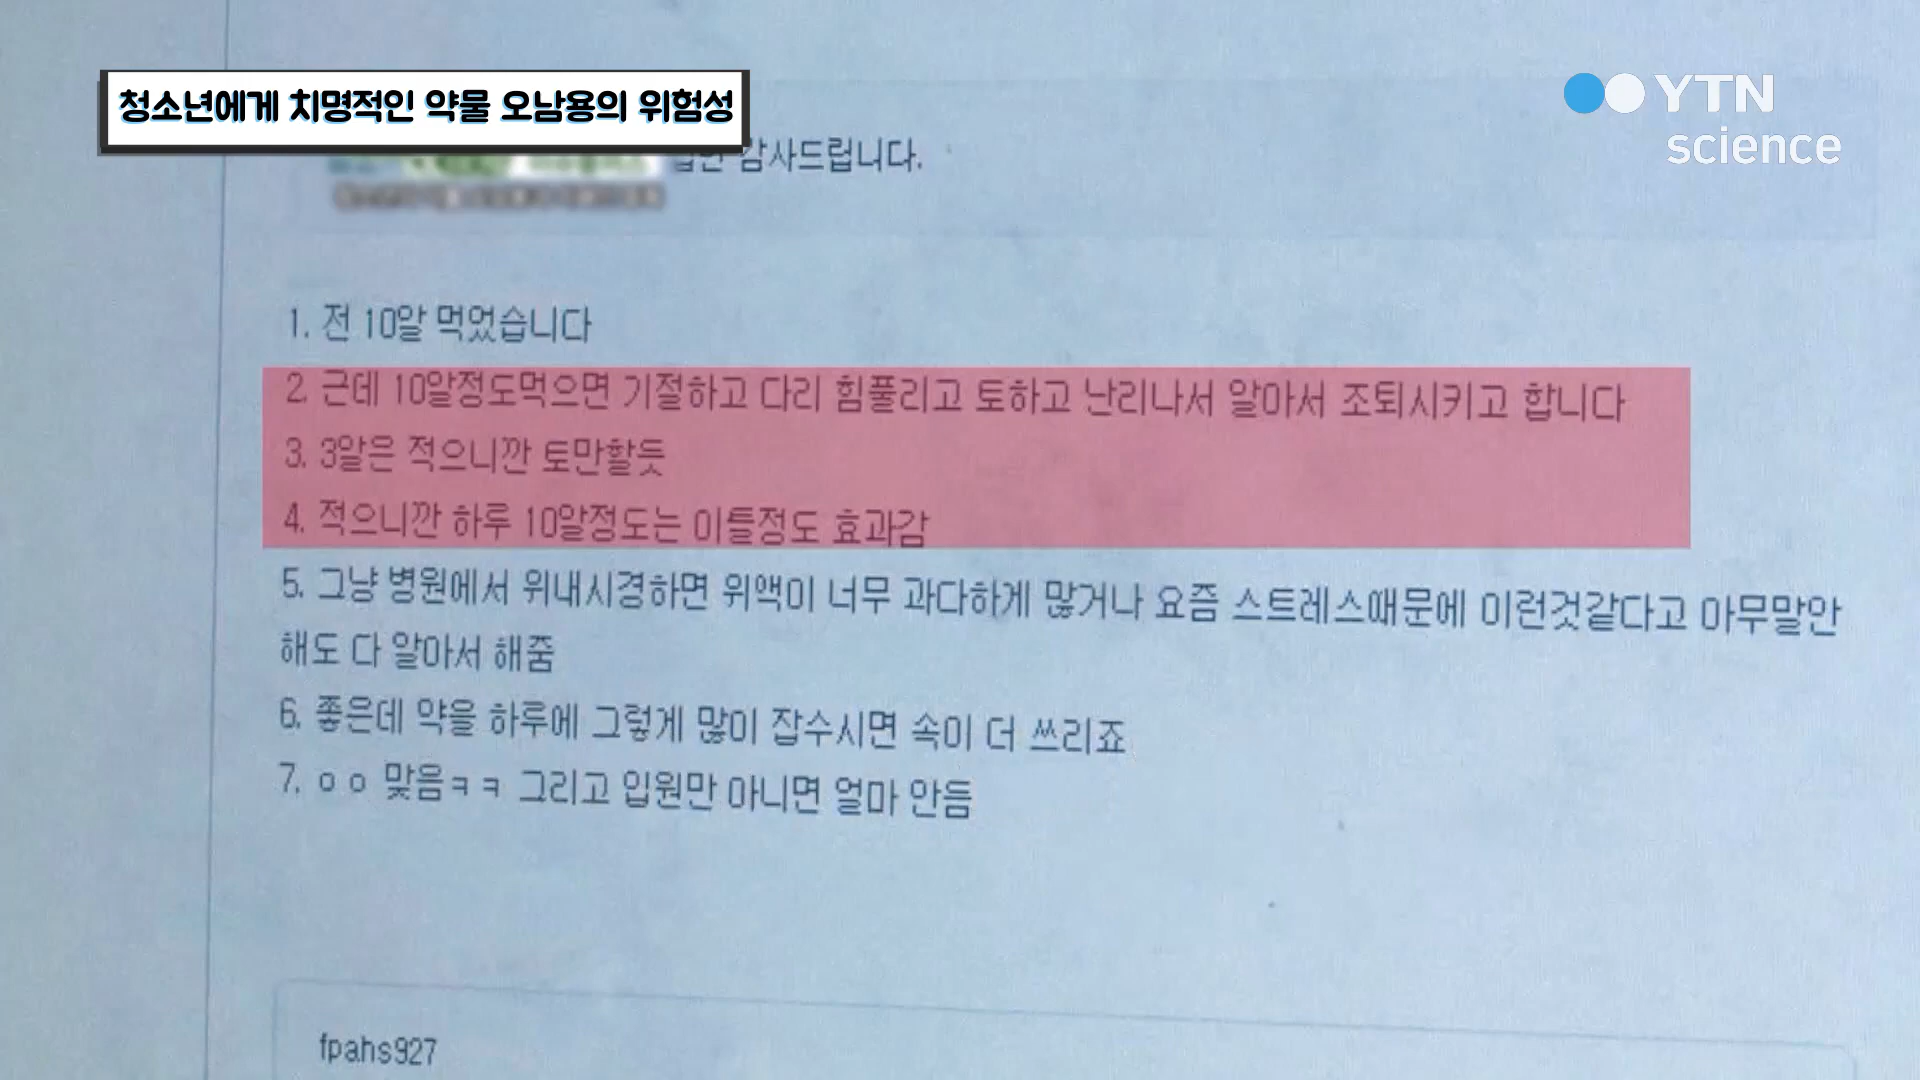 청소년에게 치명적인 약물 오남용의 위험성
YTN
science
감사드립니다.
1. 전 10알 먹었습니다
2. 근데 10알정도먹으면 기절하고 다리 힘풀리고 토하고 난리나서 알아서 조퇴시키고 합니다
3. 3알은 적으니깐 토만할듯
4. 적으니깐 하루 10알정도는 이틀정도 효과감
5. 그냥 병원에서 위내시경하면 위액이 너무 과다하게 많거나 요즘 스트레스때문에 이런것같다고 아무말안
해도 다 알아서 해줌
6. 좋은데 약을 하루에 그렇게 많이 잡수시면 속이 더 쓰리죠
7. ㅇㅇ 맞음ㅋㅋ 그리고 입원만 아니면 얼마 안듬
fpahs927